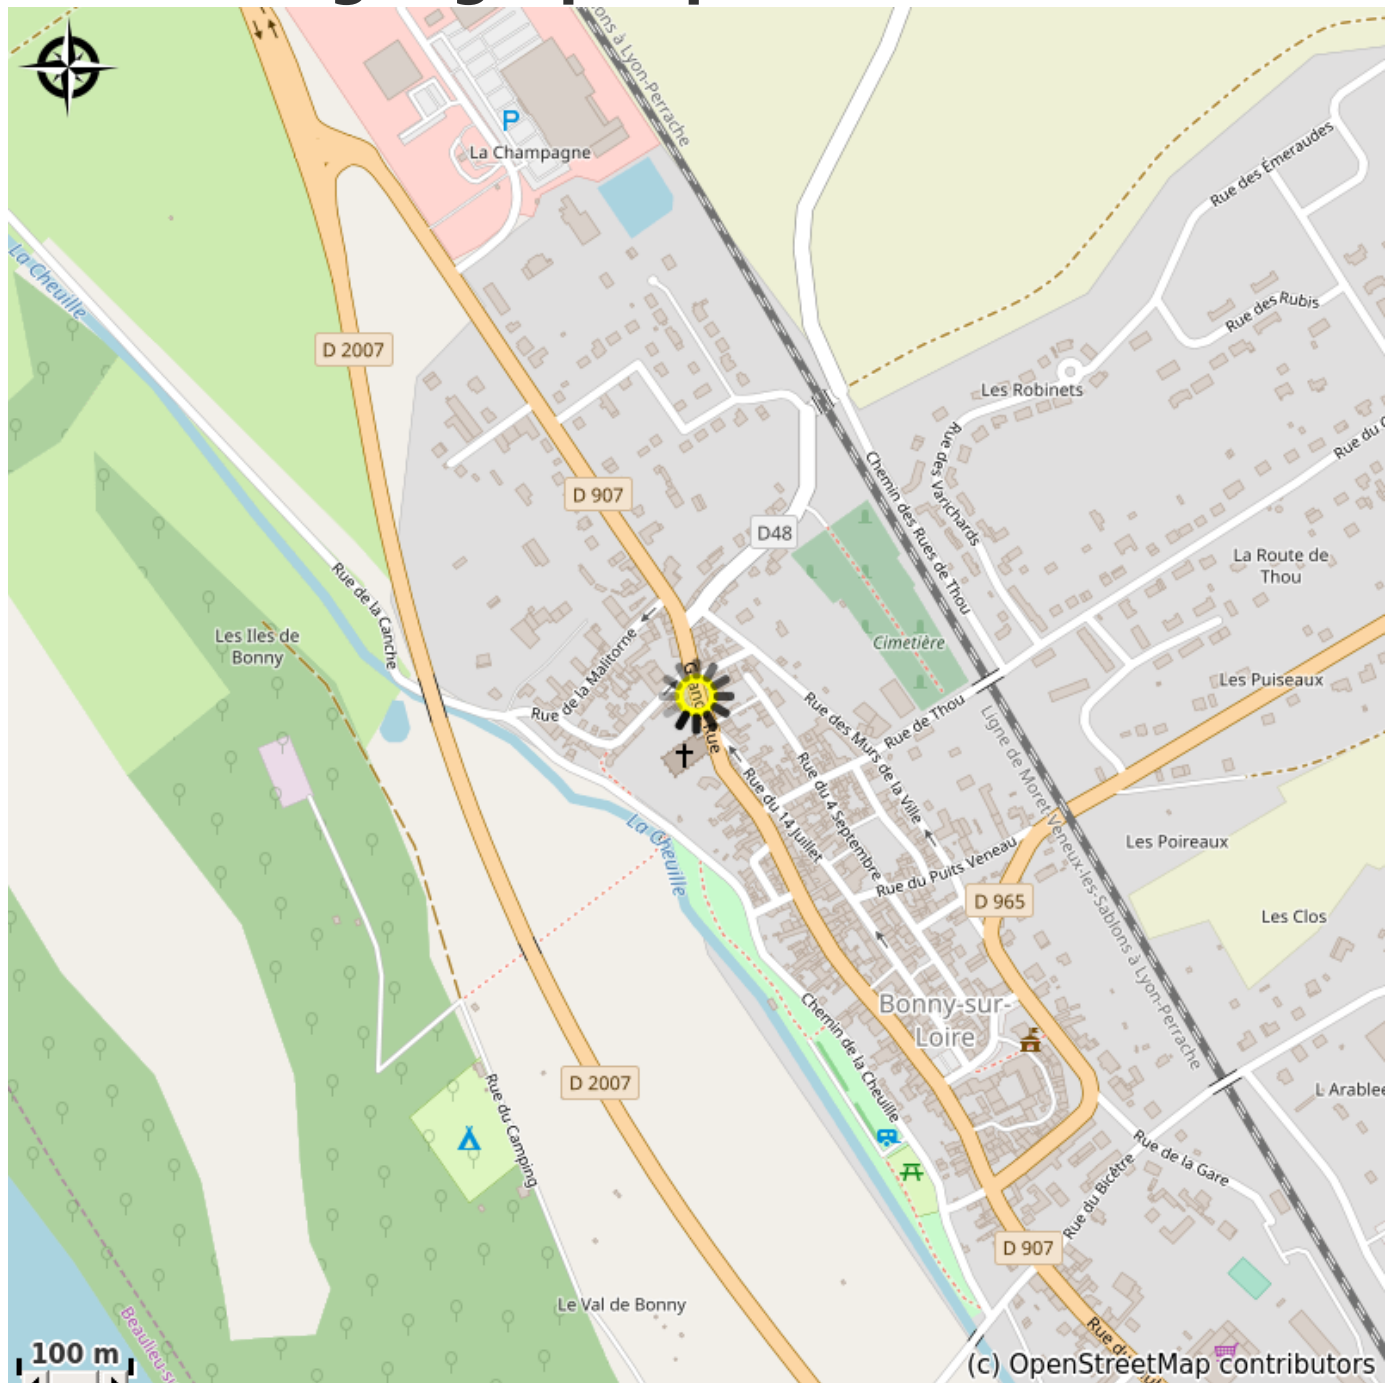 ons à Lyon-Perrache
P
La Champagne
Rue des Émeraudes
La Cheuille
Rue des Rubis
D 2007
Les Robinets
Rue du
Rue des Varichards
Chemin des Rues de Thou
D 907
D48
La Route de
Thou
Rue de la Canche
Les Iles de
Bonny
Rue de la Malitorne
Cimetière
Les Puiseaux
Rue des Murs de la Ville
Rue de Thou
Rue
Ligne de Moret-Veneux-les-Sablons à Lyon-Perrache
Rue du 14 Juillet
Rue du 4 Septembre
La Cheuille
Rue du Puits Veneau
Les Poireaux
D 965
Les Clos
Bonny-sur-
Loire
Chemin de la Cheuille
D 2007
Rue du Camping
L Arablee
Rue de la Gare
Rue du Bicêtre
D 907
Le Val de Bonny
Beaulieu-s
Rue du
100 m
(c) OpenStreetMap contributors